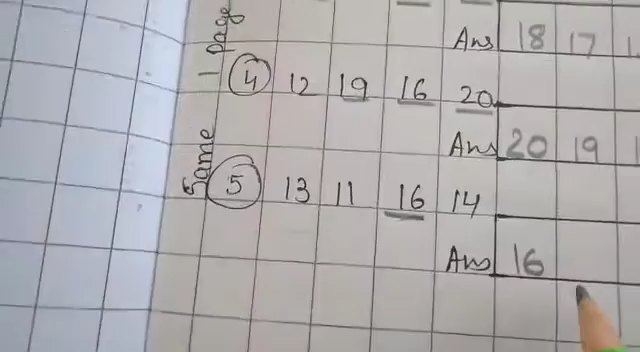 Ans 18 17
4 12 19 16 20
Ans 20 19
5 13 11 16 14
Ans 16
Same 1 Page